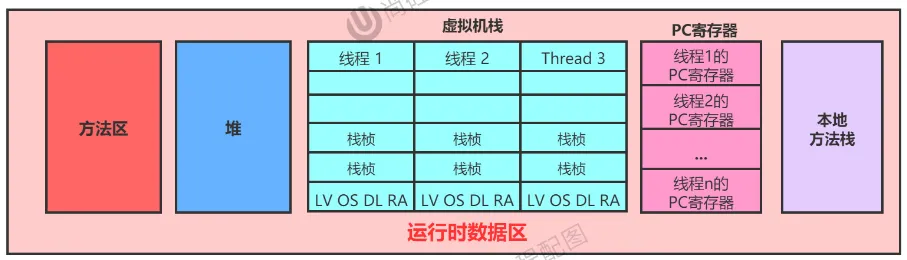 虚拟机栈
PC寄存器
方法区
堆
线程 1
线程 2
Thread 3
栈桢
栈桢
栈桢
栈桢
栈桢
栈桢
LV OS DL RA
LV OS DL RA
LV OS DL RA
线程1的
PC寄存器
线程2的
PC寄存器
...
线程n的
PC寄存器
本地
方法栈
运行时数据区